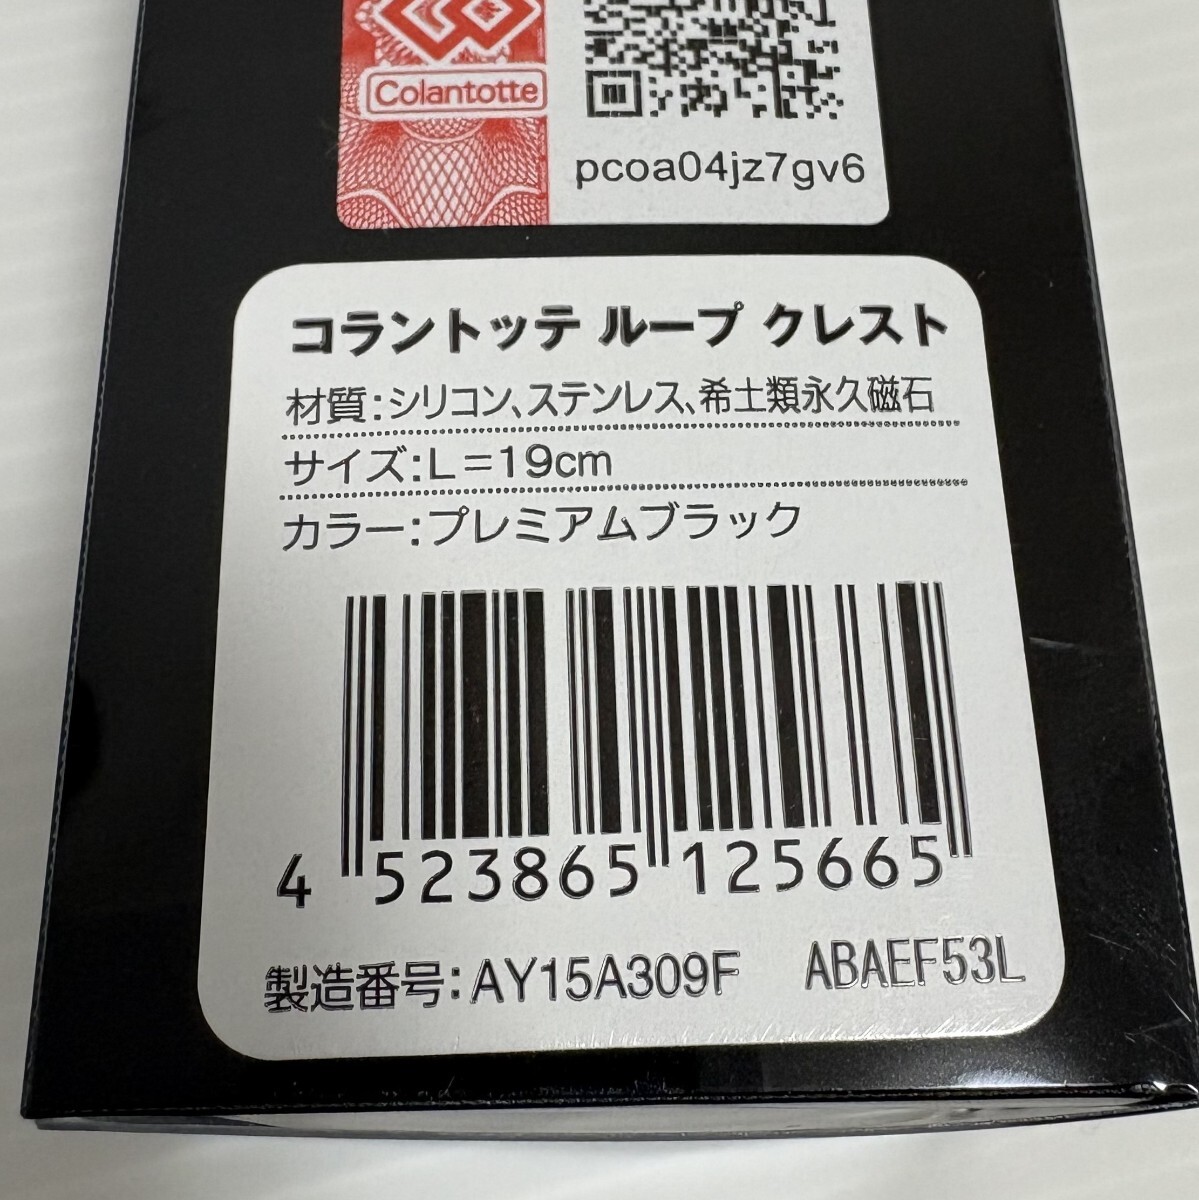 Colantotte
pcoa04jz7gv6
コラントッテ ループ クレスト
材質:シリコン、ステンレス、希土類永久磁石
サイズ:L=19cm
カラー:プレミアムブラック
4 523865 125665
製造番号:AY15A309F ABAEF53L